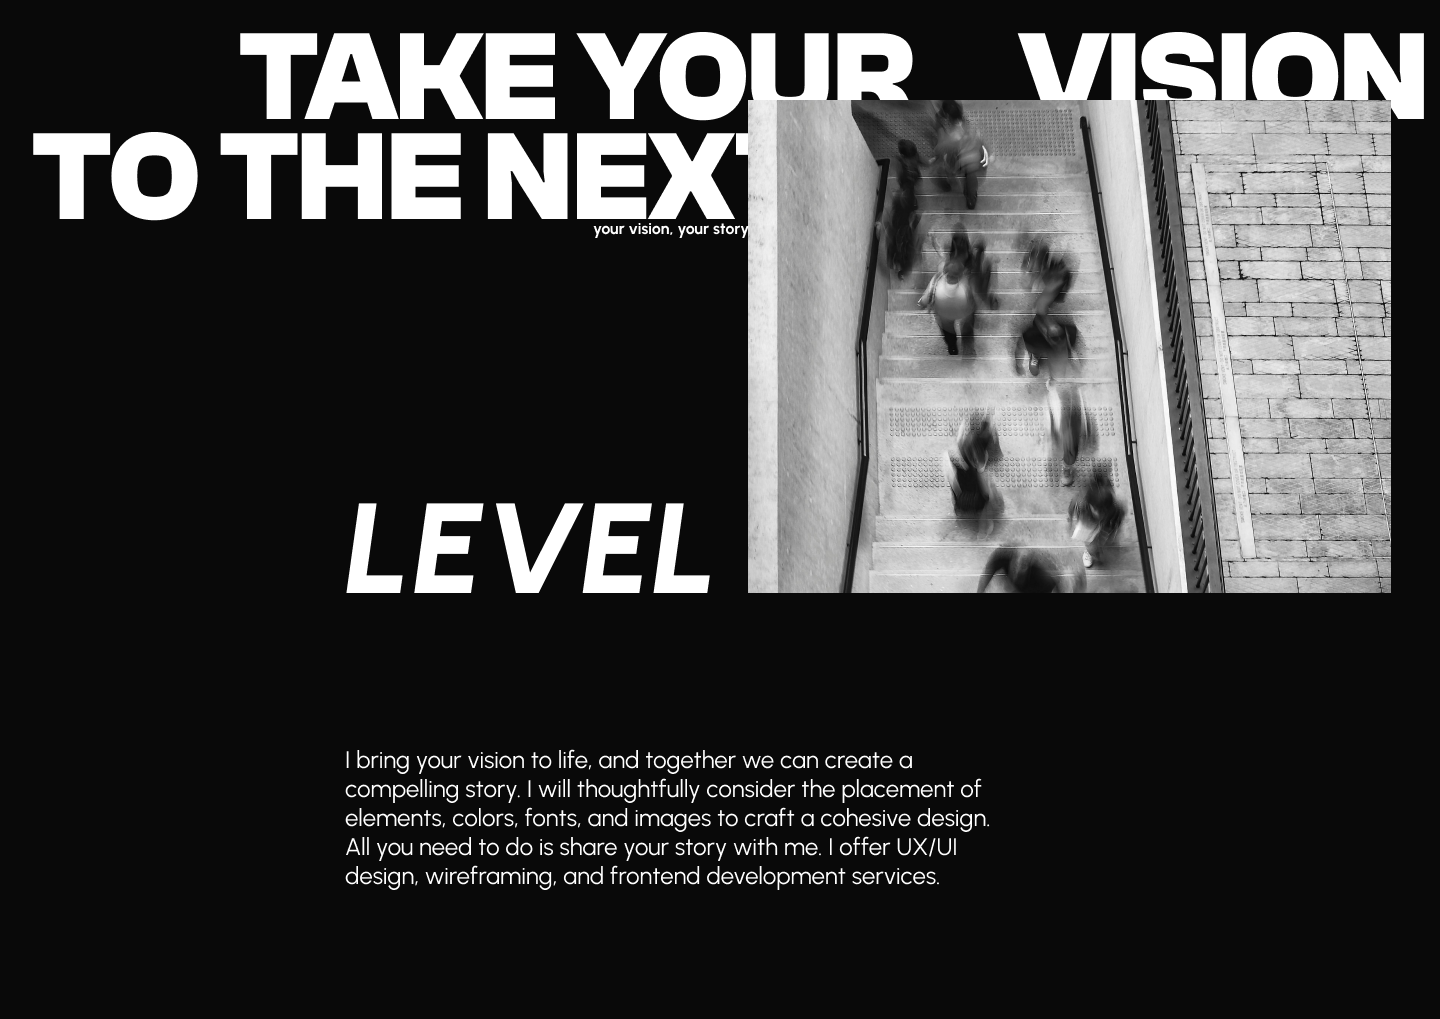 TAKE YOUR VISION
TO THE NEXT
your vision, your story
LEVEL
I bring your vision to life, and together we can create a
compelling story. I will thoughtfully consider the placement of
elements, colors, fonts, and images to craft a cohesive design.
All you need to do is share your story with me. I offer UX/UI
design, wireframing, and frontend development services.